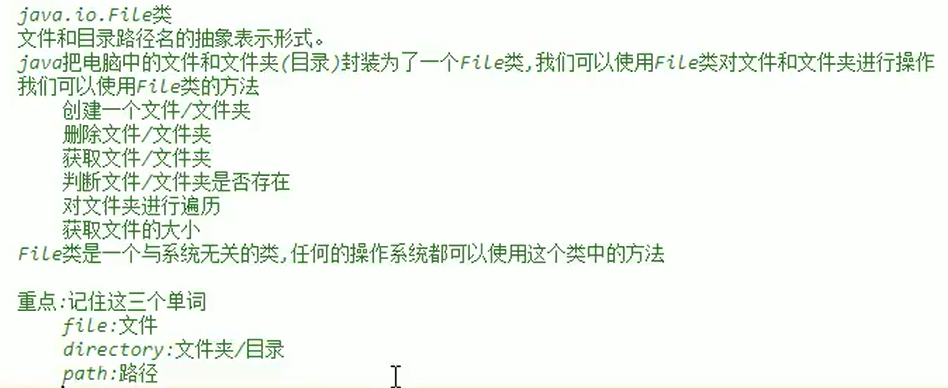 java.io.File类
文件和目录路径名的抽象表示形式。
java把电脑中的文件和文件夹(目录)封装为了一个File类,我们可以使用File类对文件和文件夹进行操作
我们可以使用File类的方法
创建一个文件/文件夹
删除文件/文件夹
获取文件/文件夹
判断文件/文件夹是否存在
对文件夹进行遍历
获取文件的大小
File类是一个与系统无关的类,任何的操作系统都可以使用这个类中的方法
重点:记住这三个单词
file:文件
directory:文件夹/目录
path:路径